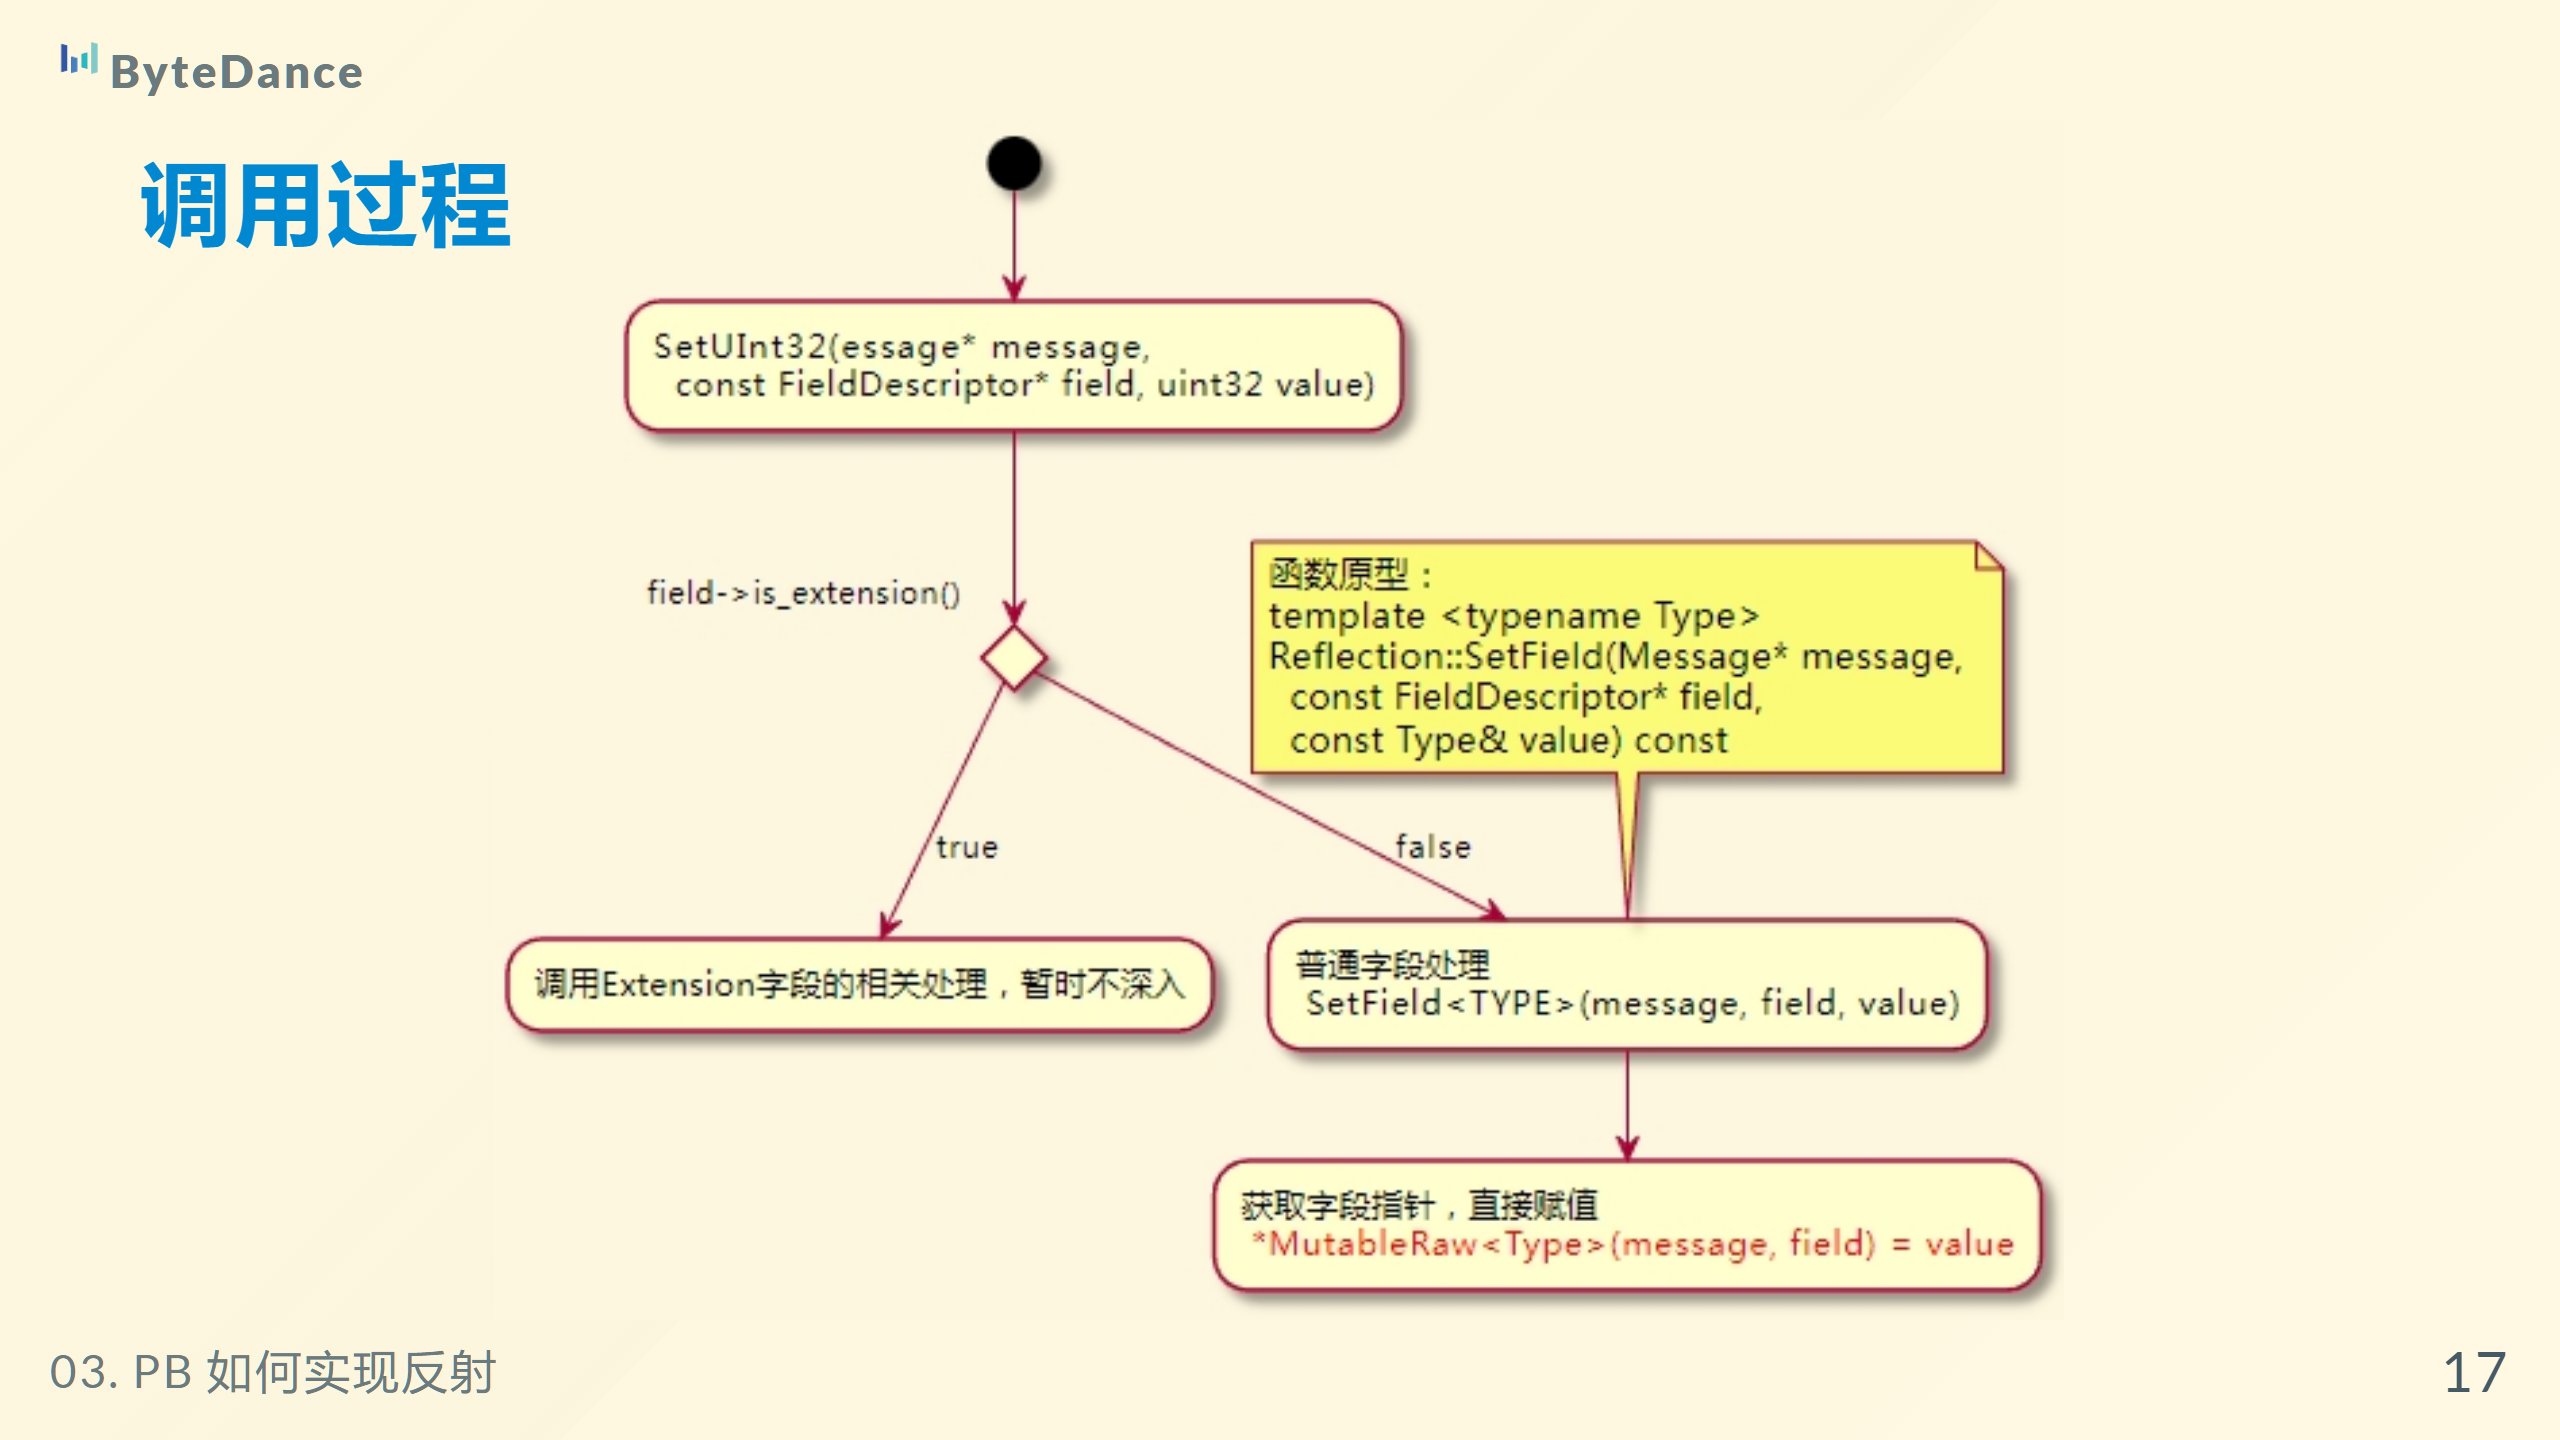 ByteDance
调用过程
SetUInt32(essage* message,
const FieldDescriptor* field, uint32 value)
field->is_extension()
函数原型：
template <typename Type>
Reflection::SetField(Message* message,
const FieldDescriptor* field,
const Type& value) const
true
false
调用Extension字段的相关处理，暂时不深入
普通字段处理
SetField<TYPE>(message, field, value)
获取字段指针，直接赋值
*MutableRaw<Type>(message, field) = value
03. PB 如何实现反射
17